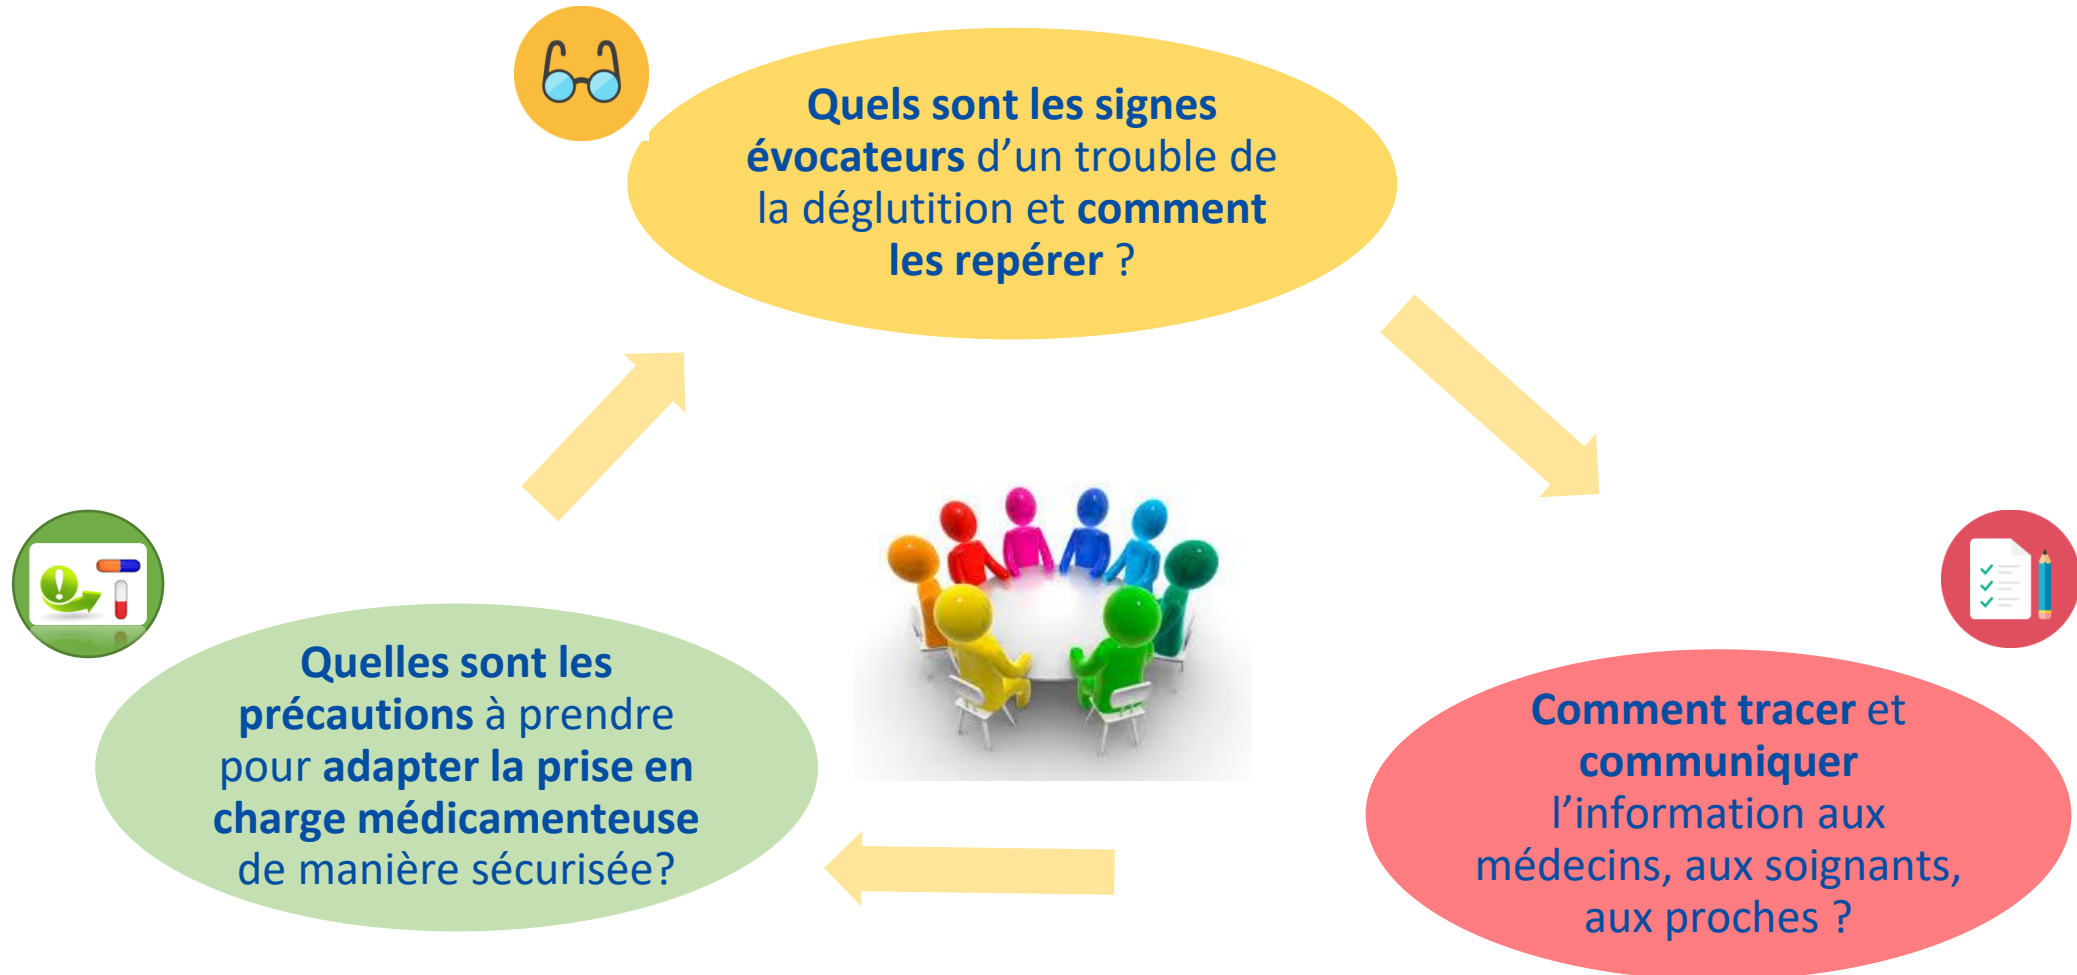 Quels sont les signes
évocateurs d’un trouble de
la déglutition et comment
les repérer ?
Quelles sont les
précautions à prendre
pour adapter la prise en
charge médicamenteuse
de manière sécurisée?
Comment tracer et
communiquer
l’information aux
médecins, aux soignants,
aux proches ?